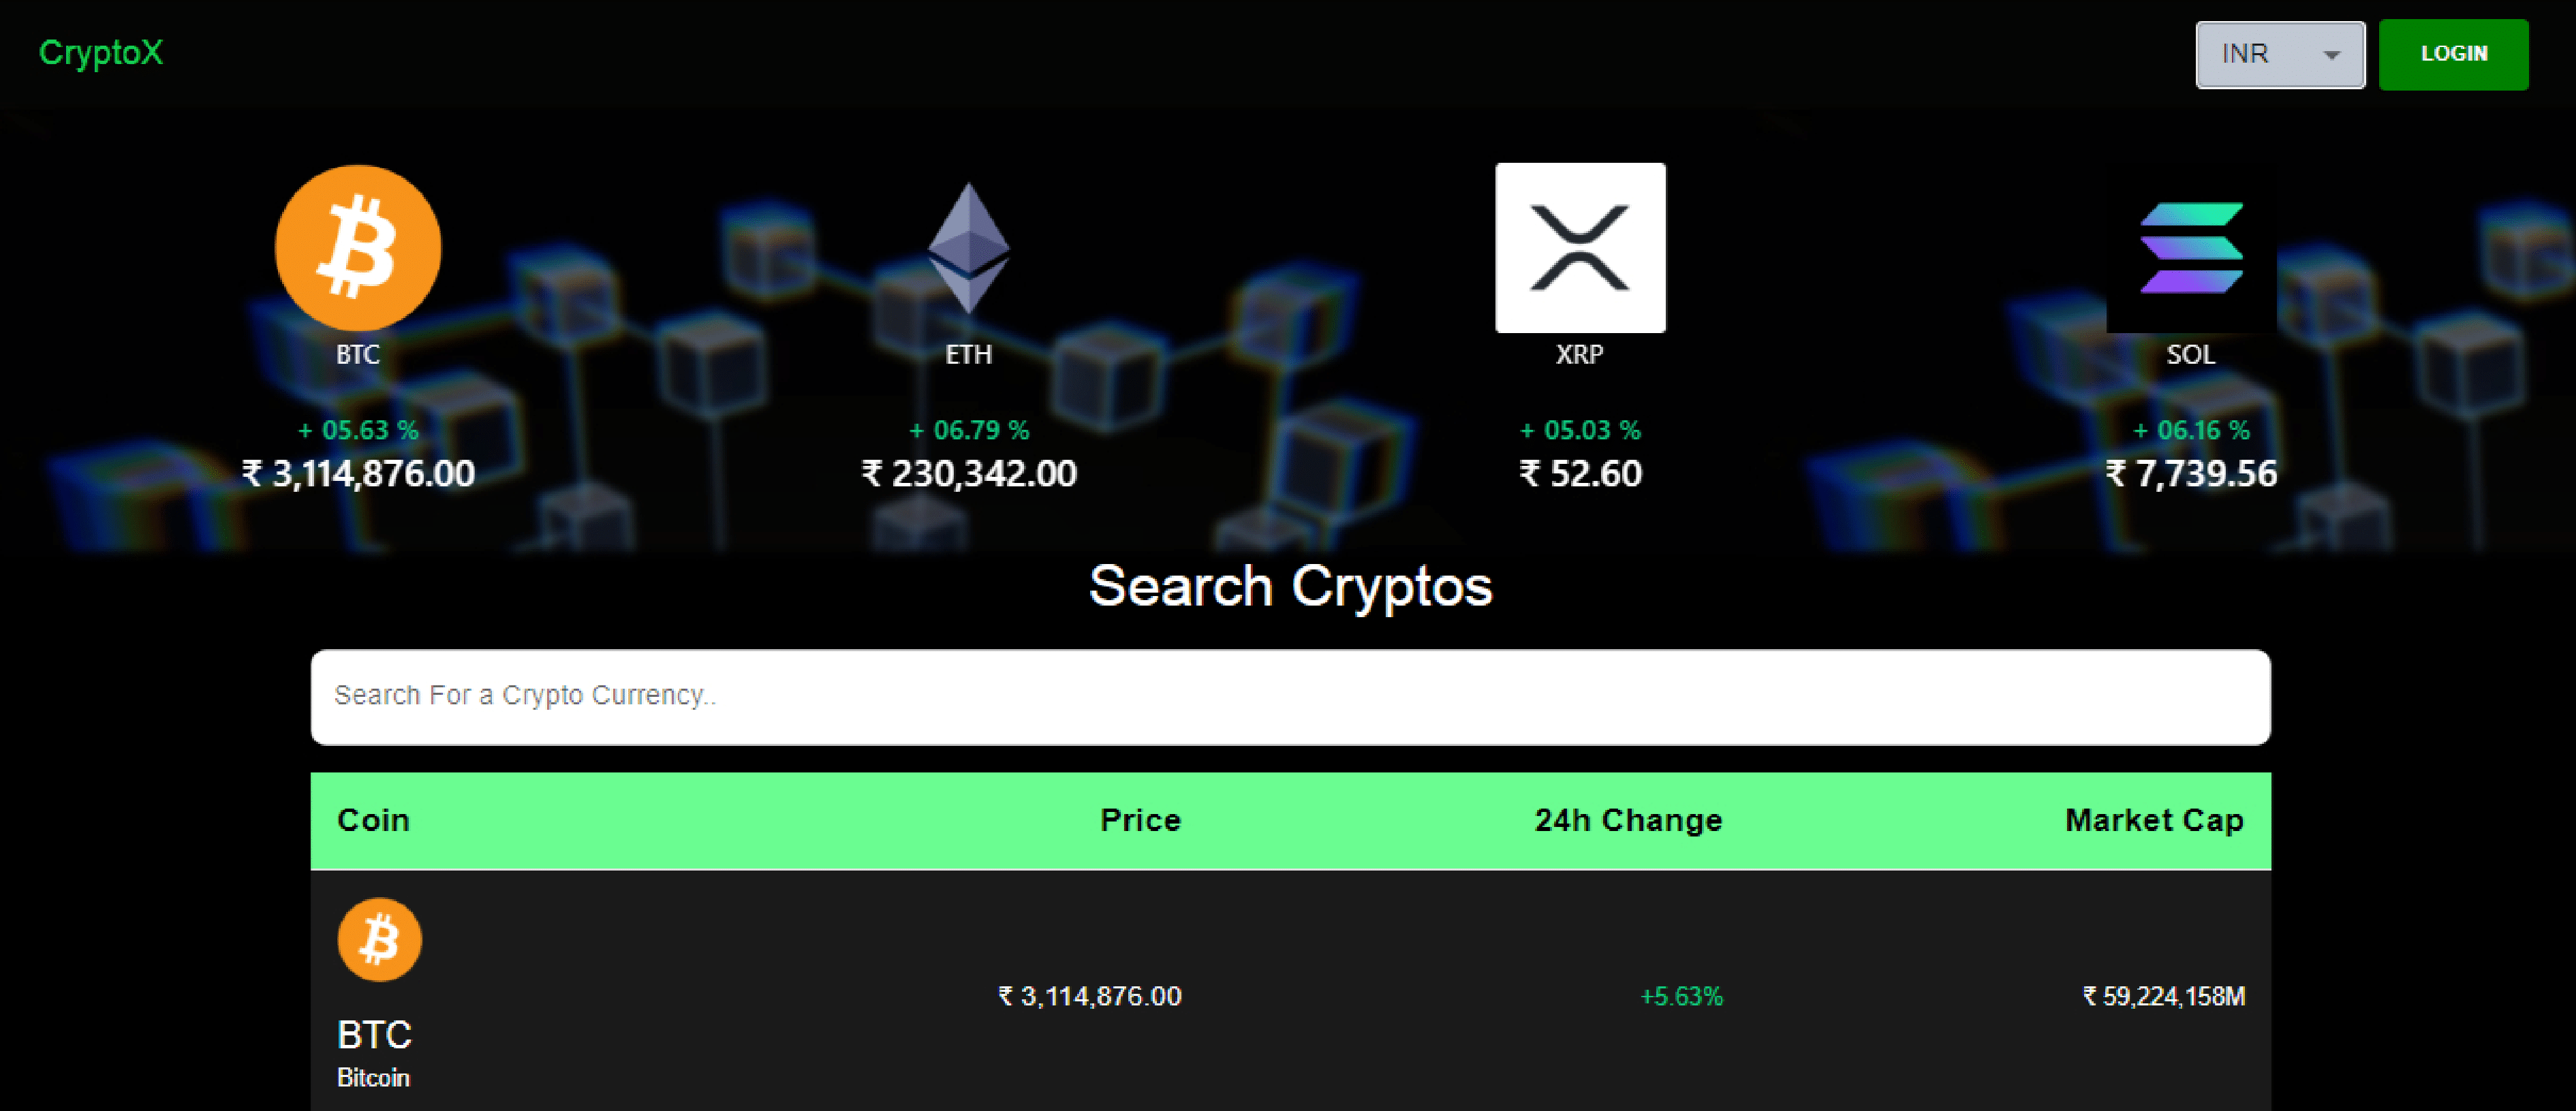 CryptoX
INR
LOGIN
BTC
ETH
XRP
SOL
+ 05.63 %
+ 06.79 %
+ 05.03 %
+ 06.16 %
₹ 3,114,876.00
₹ 230,342.00
₹ 52.60
₹ 7,739.56
Search Cryptos
Search For a Crypto Currency..
Coin Price 24h Change Market Cap
₹ 3,114,876.00 +5.63% ₹ 59,224,158M
BTC
Bitcoin